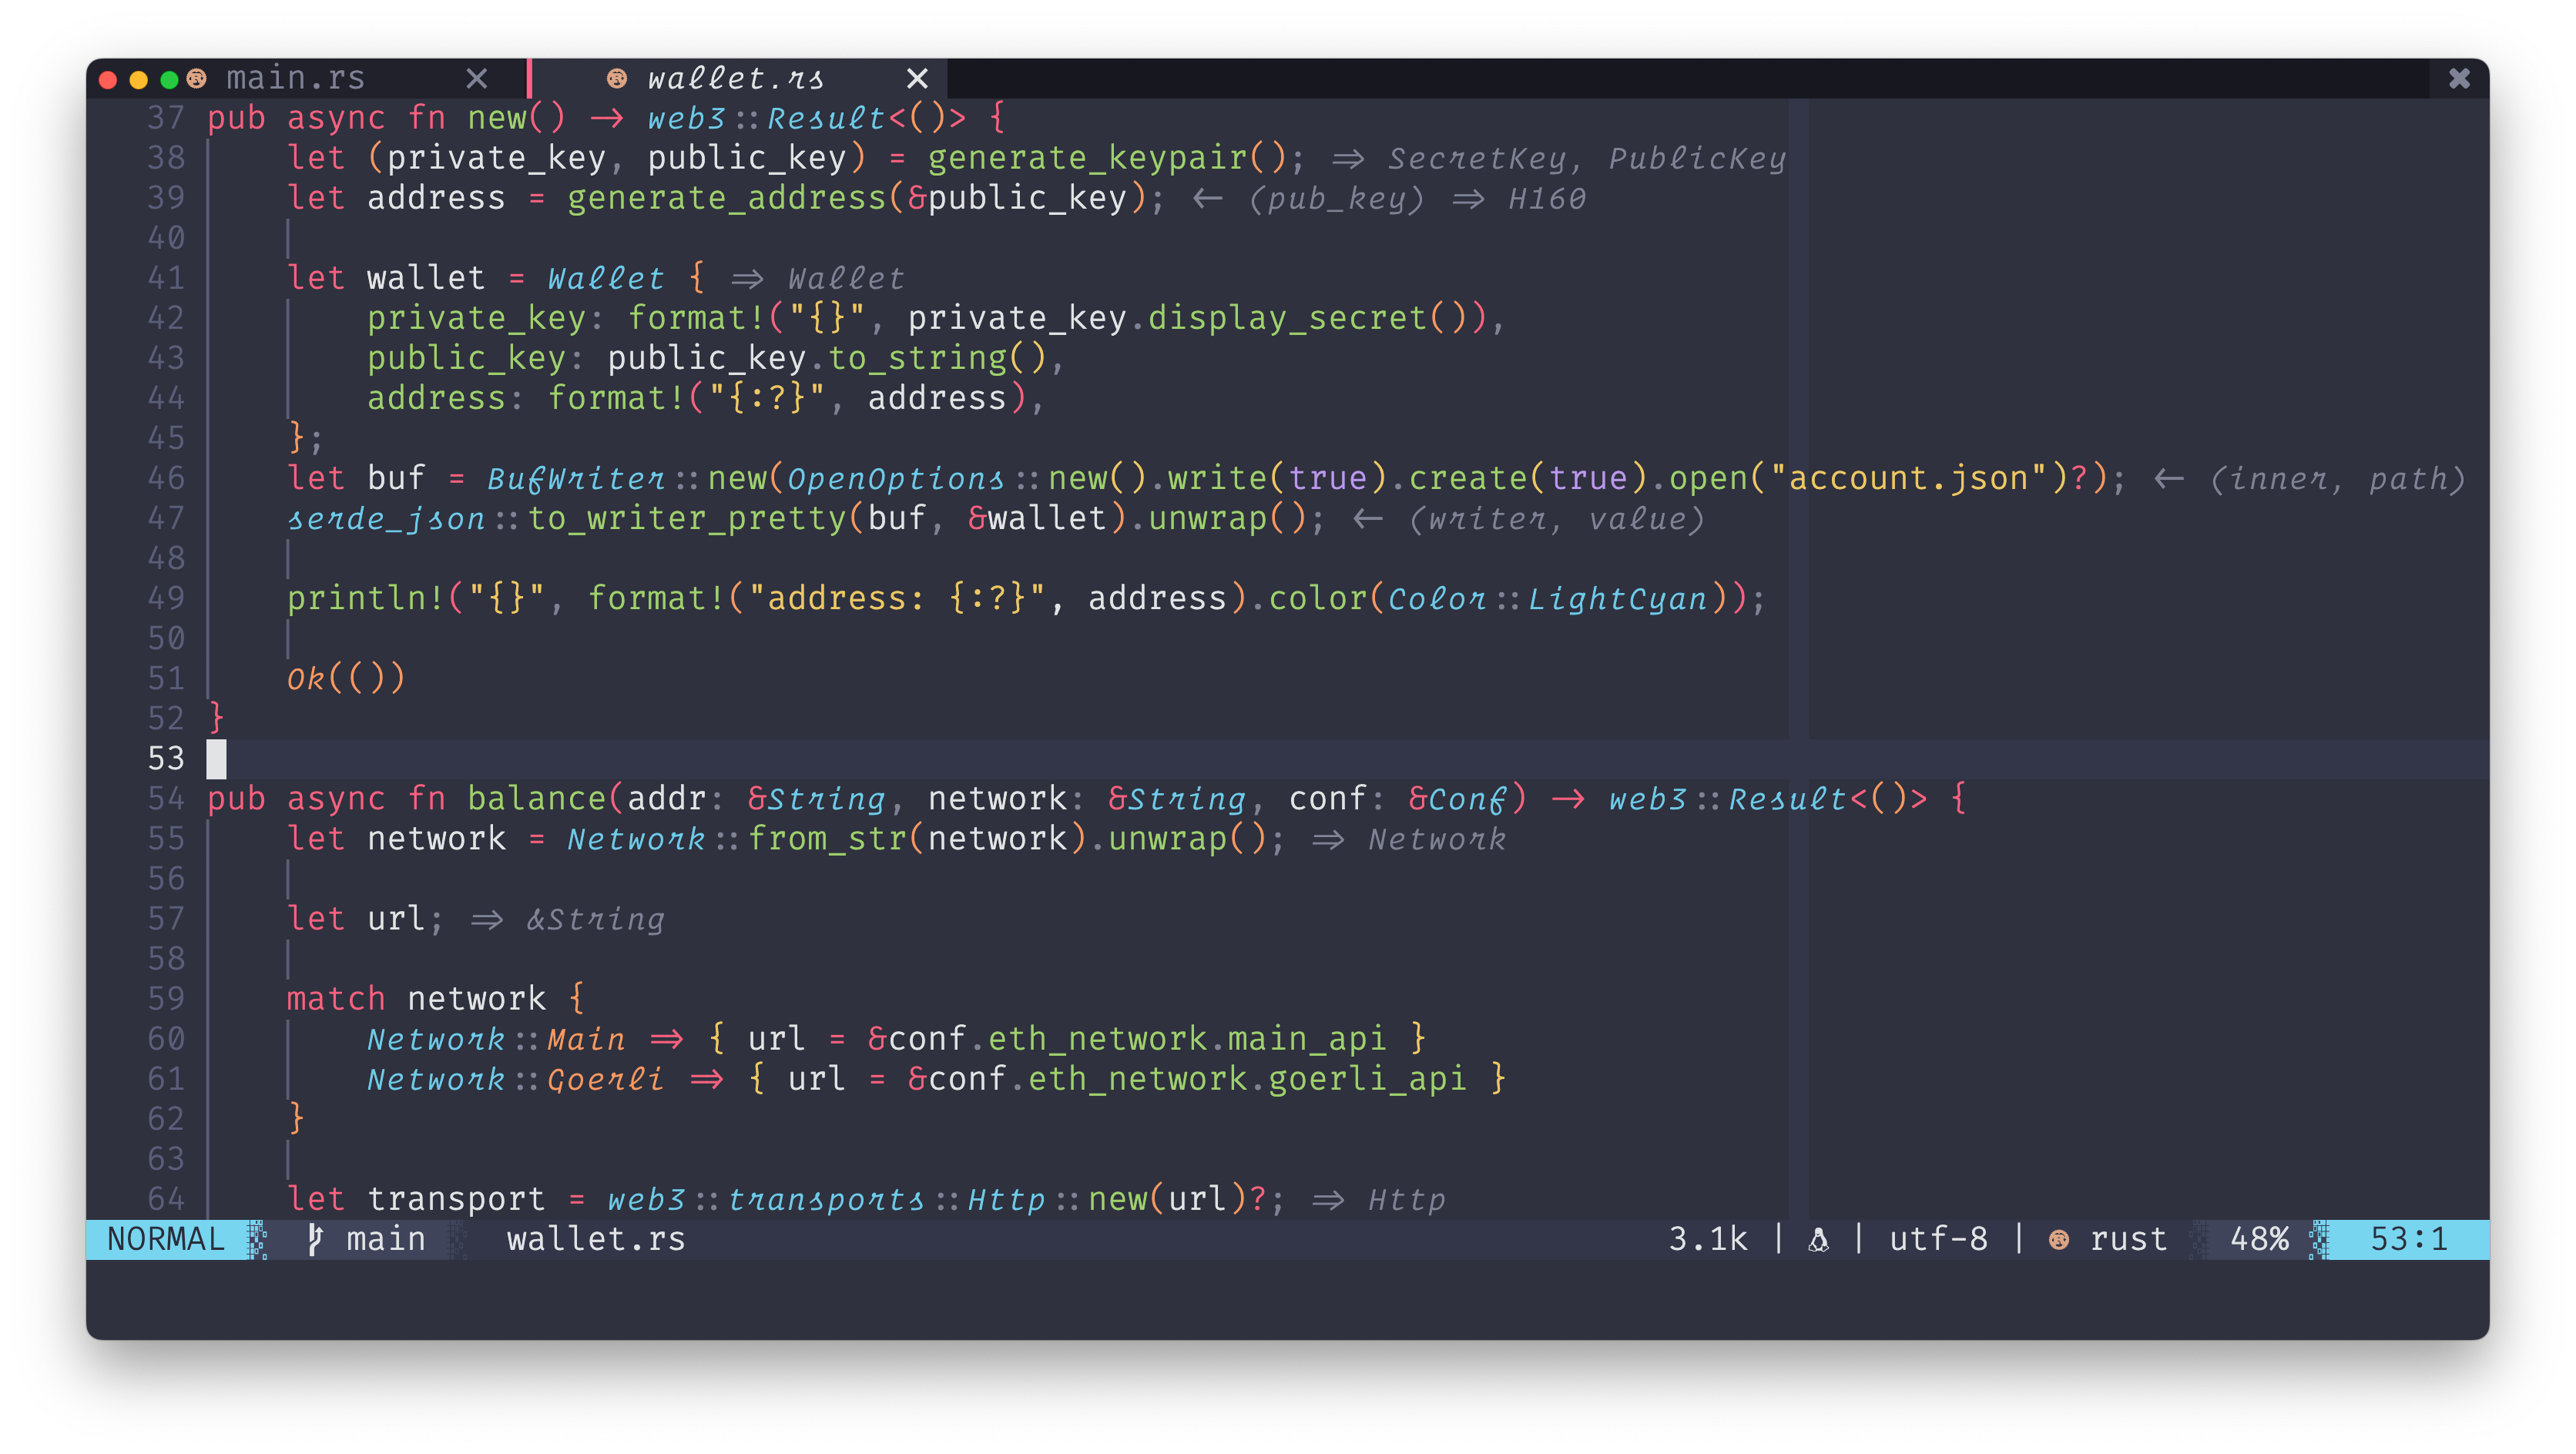 main.rs ✕ wallet.rs ✕ ✖
37 pub async fn new() -> web3::Result<()> {
38     let (private_key, public_key) = generate_keypair(); => SecretKey, PublicKey
39     let address = generate_address(&public_key); <- (pub_key) => H160
40
41     let wallet = Wallet { => Wallet
42         private_key: format!("{}", private_key.display_secret()),
43         public_key: public_key.to_string(),
44         address: format!("{:?}", address),
45     };
46     let buf = BufWriter::new(OpenOptions::new().write(true).create(true).open("account.json")?); <- (inner, path)
47     serde_json::to_writer_pretty(buf, &wallet).unwrap(); <- (writer, value)
48
49     println!("{}", format!("address: {:?}", address).color(Color::LightCyan));
50
51     Ok(())
52 }
53
54 pub async fn balance(addr: &String, network: &String, conf: &Conf) -> web3::Result<()> {
55     let network = Network::from_str(network).unwrap(); => Network
56
57     let url; => &String
58
59     match network {
60         Network::Main => { url = &conf.eth_network.main_api }
61         Network::Goerli => { url = &conf.eth_network.goerli_api }
62     }
63
64     let transport = web3::transports::Http::new(url)?; => Http
NORMAL main wallet.rs 3.1k | | utf-8 | rust 48% 53:1